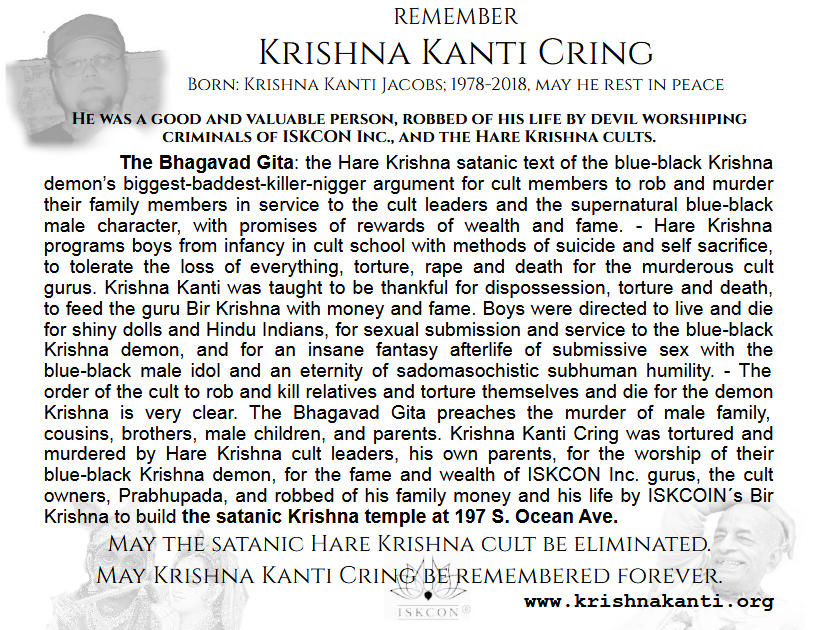 REMEMBER
KRISHNA KANTI CRING
BORN: KRISHNA KANTI JACOBS; 1978-2018, MAY HE REST IN PEACE
HE WAS A GOOD AND VALUABLE PERSON, ROBBED OF HIS LIFE BY DEVIL WORSHIPING
CRIMINALS OF ISKCON INC., AND THE HARE KRISHNA CULTS.
The Bhagavad Gita: the Hare Krishna satanic text of the blue-black Krishna
demon's biggest-baddest-killer-nigger argument for cult members to rob and murder
their family members in service to the cult leaders and the supernatural blue-black
male character, with promises of rewards of wealth and fame. - Hare Krishna
programs boys from infancy in cult school with methods of suicide and self sacrifice,
to tolerate the loss of everything, torture, rape and death for the murderous cult
gurus. Krishna Kanti was taught to be thankful for dispossession, torture and death,
to feed the guru Bir Krishna with money and fame. Boys were directed to live and die
for shiny dolls and Hindu Indians, for sexual submission and service to the blue-black
Krishna demon, and for an insane fantasy afterlife of submissive sex with the
blue-black male idol and an eternity of sadomasochistic subhuman humility. - The
order of the cult to rob and kill relatives and torture themselves and die for the demon
Krishna is very clear. The Bhagavad Gita preaches the murder of male family,
cousins, brothers, male children, and parents. Krishna Kanti Cring was tortured and
murdered by Hare Krishna cult leaders, his own parents, for the worship of their
blue-black Krishna demon, for the fame and wealth of ISKCON Inc. gurus, the cult
owners, Prabhupada, and robbed of his family money and his life by ISKCOIN´s Bir
Krishna to build the satanic Krishna temple at 197 S. Ocean Ave.
MAY THE SATANIC HARE KRISHNA CULT BE ELIMINATED.
MAY KRISHNA KANTI CRING BE REMEMBERED FOREVER.
ISKCON®
www.krishnakanti.org